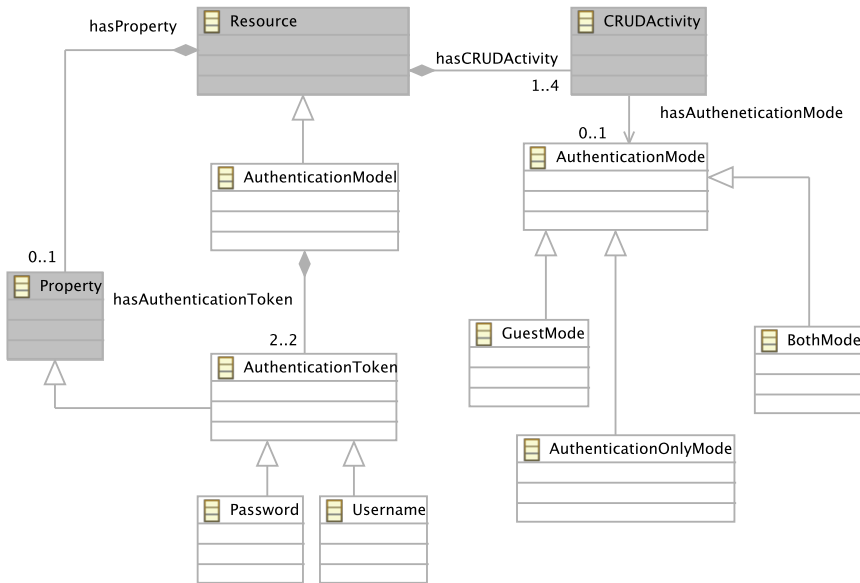 hasProperty
Resource
CRUDActivity
hasCRUDActivity
1..4
hasAutheneticationMode
0..1
AuthenticationMode
AuthenticationModel
0..1
Property
hasAuthenticationToken
2..2
AuthenticationToken
GuestMode
BothMode
AuthenticationOnlyMode
Password
Username